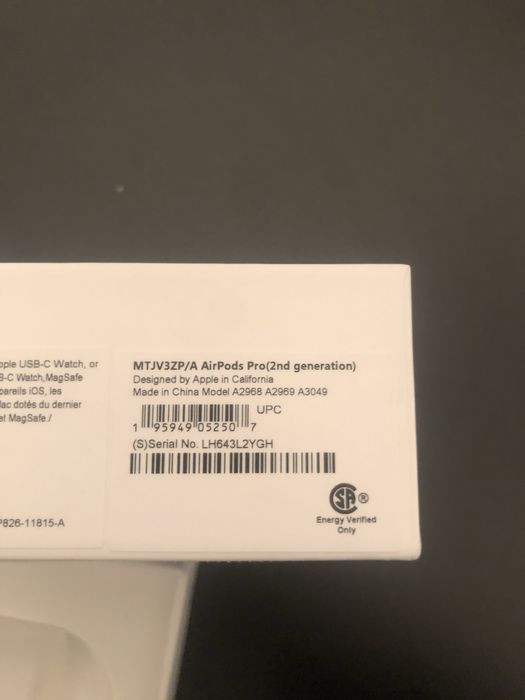 pple USB-C Watch, or
B-C Watch,MagSafe
pareils iOS, les
Mac dotés du dernier
et MagSafe./
P826-11815-A
MTJV3ZP/A AirPods Pro(2nd generation)
Designed by Apple in California
Made in China Model A2968 A2969 A3049
UPC
1 95949 05250 7
(S)Serial No. LH643L2YGH
SA ®
Energy Verified
Only